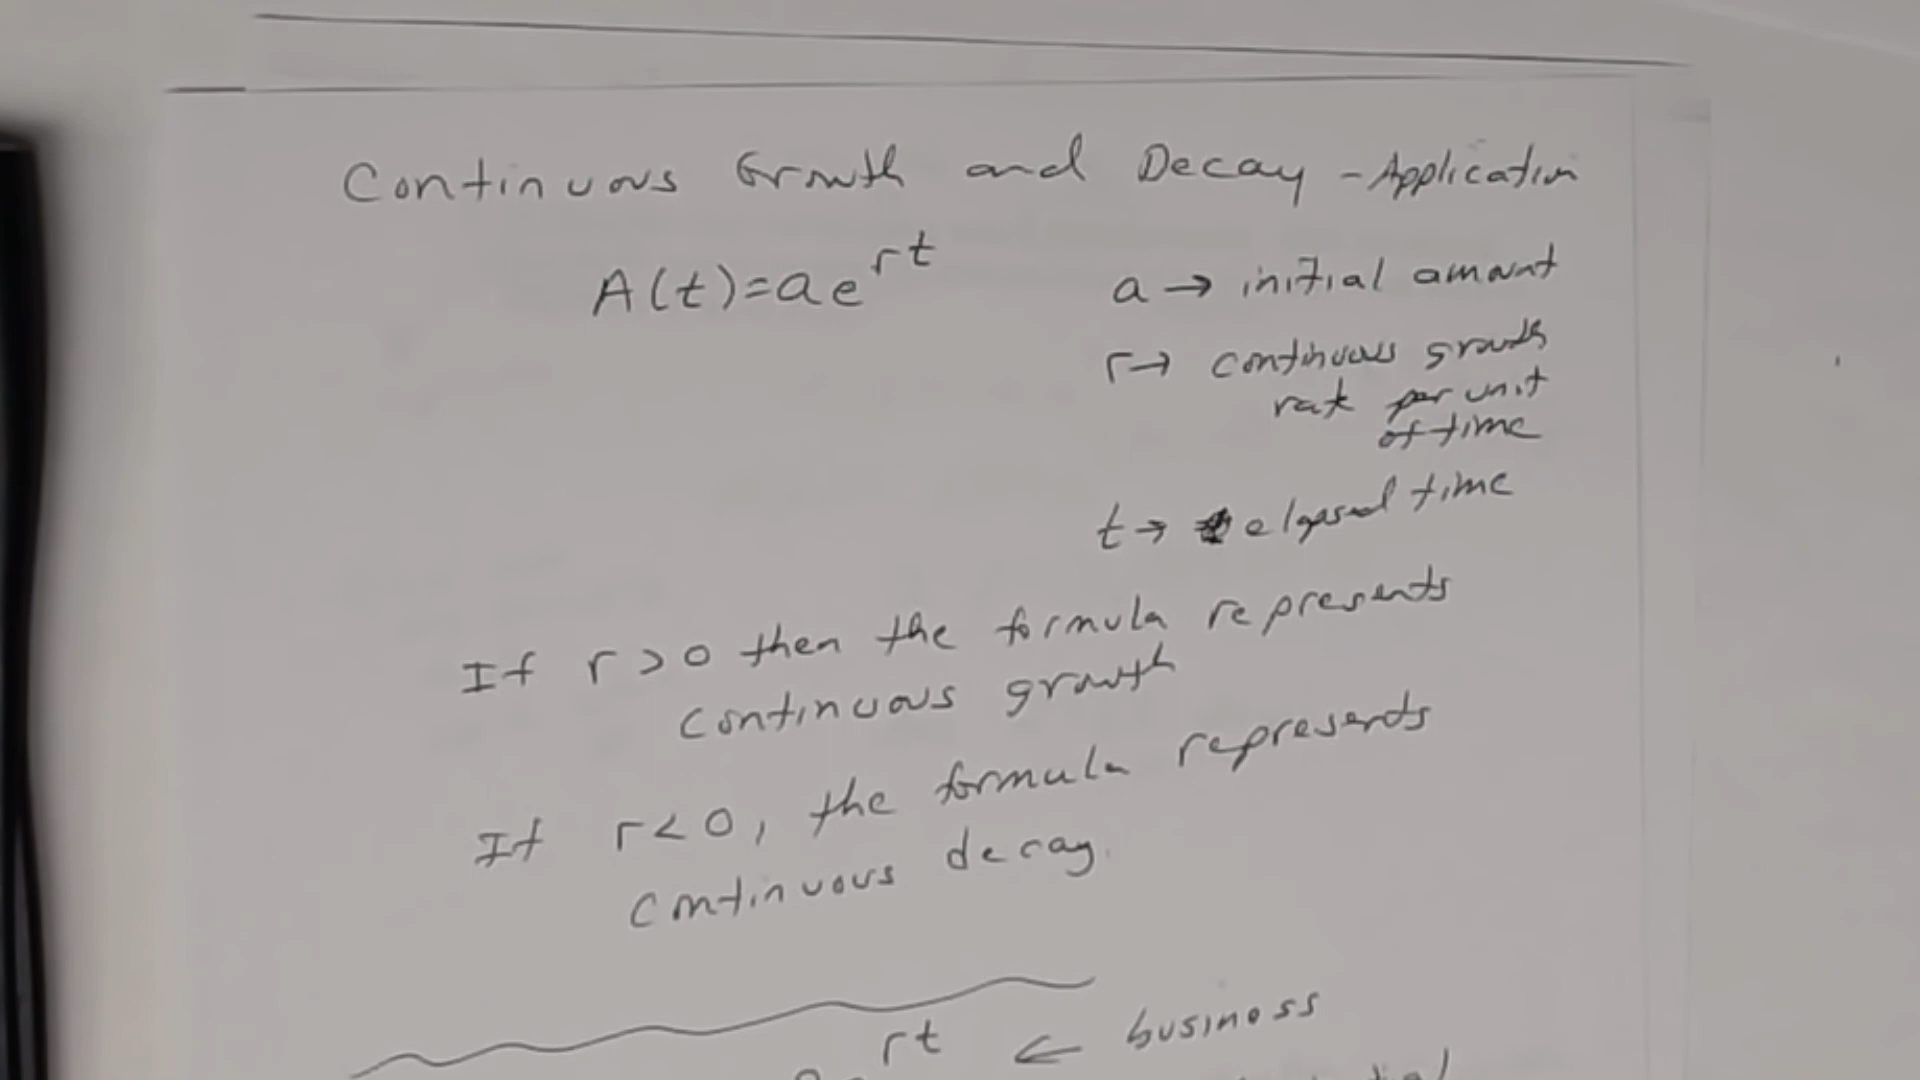 Continuous Growth and Decay - Application
A(t)=ae^rt
a → initial amount
r → continuous growth
rate per unit
of time
t → elapsed time
If r > 0 then the formula represents
continuous growth
If r < 0, the formula represents
continuous decay.
rt ← business